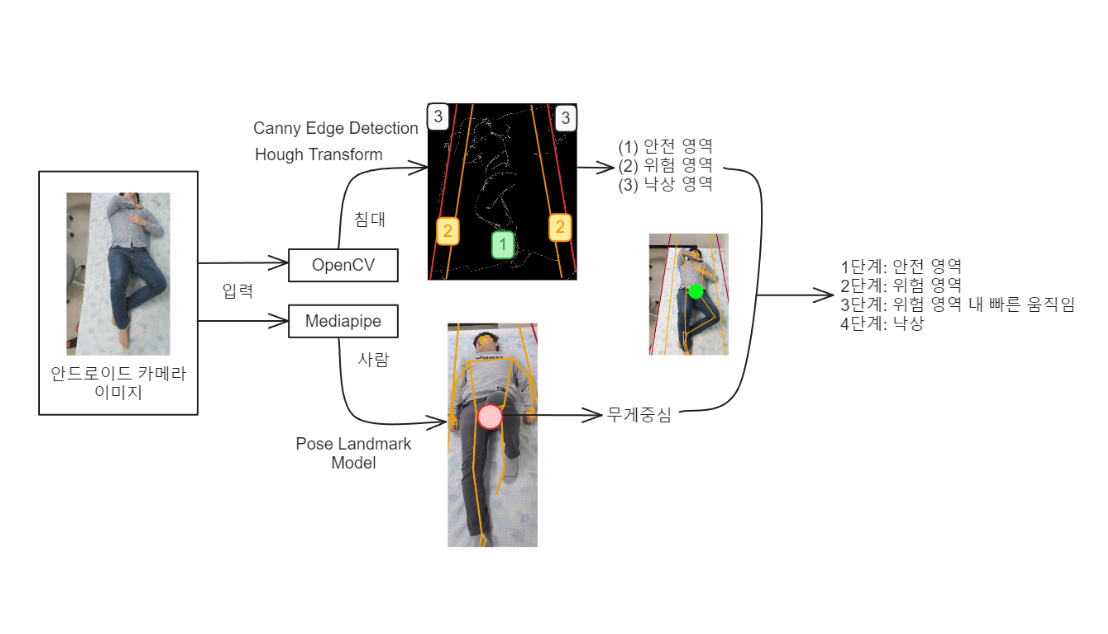 안드로이드 카메라
이미지
입력
OpenCV
Mediapipe
침대
사람
Canny Edge Detection
Hough Transform
3
3
2
2
1
Pose Landmark
Model
(1) 안전 영역
(2) 위험 영역
(3) 낙상 영역
무게중심
1단계: 안전 영역
2단계: 위험 영역
3단계: 위험 영역 내 빠른 움직임
4단계: 낙상